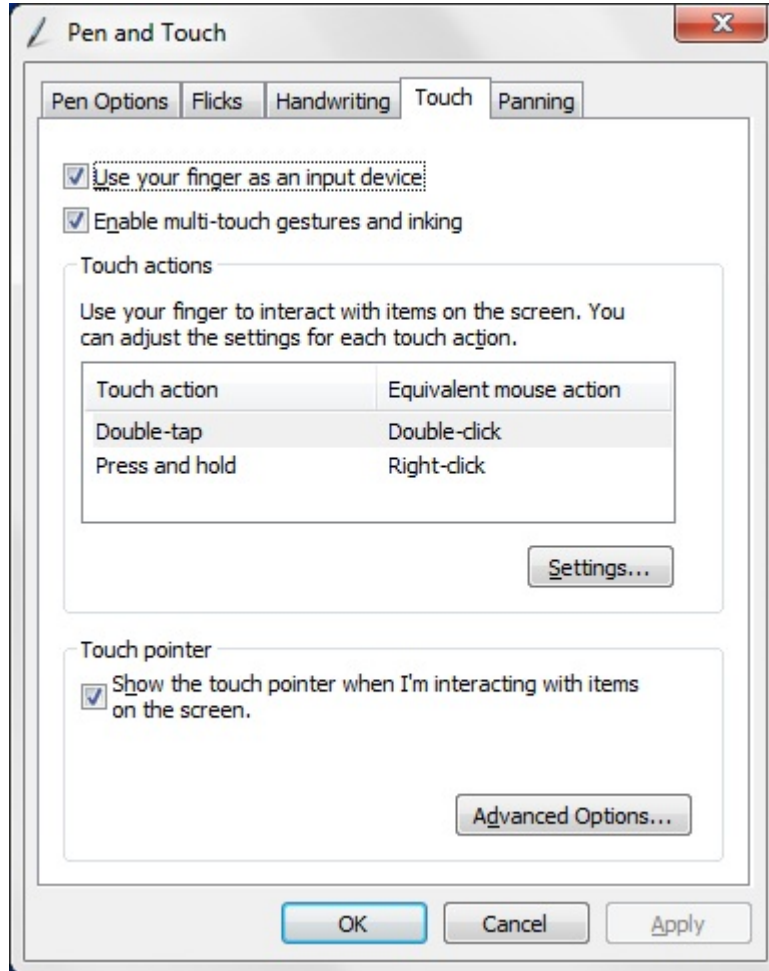 Pen and Touch
Pen Options Flicks Handwriting Touch Panning
Use your finger as an input device
Enable multi-touch gestures and inking
Touch actions
Use your finger to interact with items on the screen. You
can adjust the settings for each touch action.
Touch action Equivalent mouse action
Double-tap Double-click
Press and hold Right-click
Settings...
Touch pointer
Show the touch pointer when I'm interacting with items
on the screen.
Advanced Options...
OK Cancel Apply